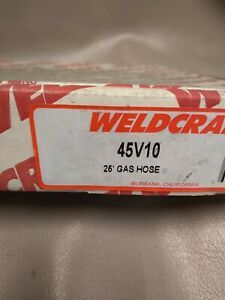 WELDCRA
45V10
25' GAS HOSE
BURBANK, CALIFORNIA